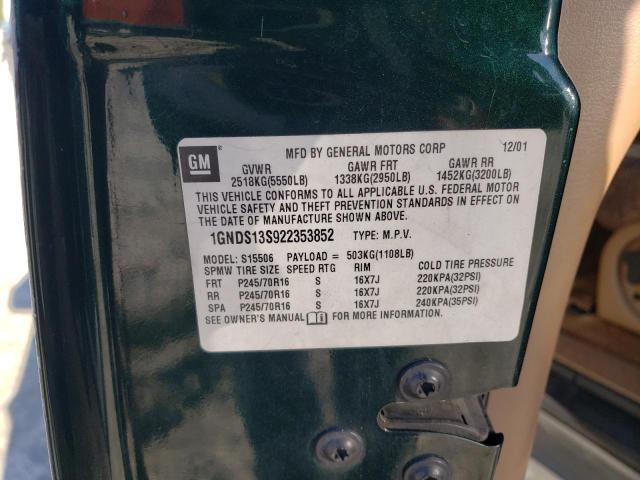 GM
MFD BY GENERAL MOTORS CORP 12/01
GVWR GAWR FRT GAWR RR
2518KG(5550LB) 1338KG(2950LB) 1452KG(3200LB)
THIS VEHICLE CONFORMS TO ALL APPLICABLE U.S. FEDERAL MOTOR
VEHICLE SAFETY AND THEFT PREVENTION STANDARDS IN EFFECT ON
THE DATE OF MANUFACTURE SHOWN ABOVE.
1GNDS13S922353852 TYPE: M.P.V.
MODEL: S15506 PAYLOAD = 503KG(1108LB)
SPMW TIRE SIZE SPEED RTG RIM COLD TIRE PRESSURE
FRT P245/70R16 S 16X7J 220KPA(32PSI)
RR P245/70R16 S 16X7J 220KPA(32PSI)
SPA P245/70R16 S 16X7J 240KPA(35PSI)
SEE OWNER'S MANUAL FOR MORE INFORMATION.